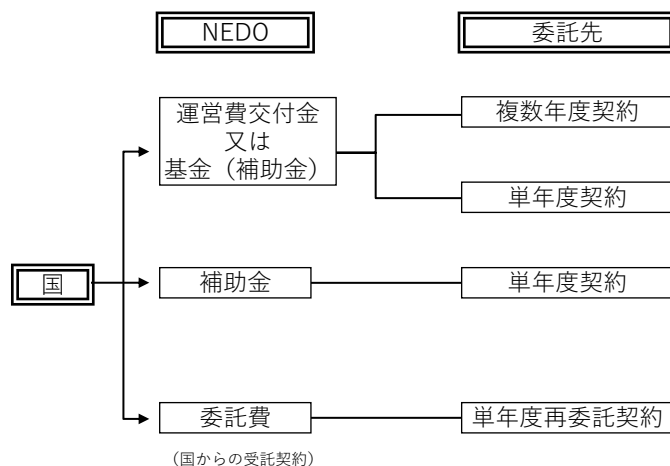 NEDO
委託先
運営費交付金
又は
基金（補助金）
複数年度契約
単年度契約
国
補助金
単年度契約
委託費
単年度再委託契約
（国からの受託契約）